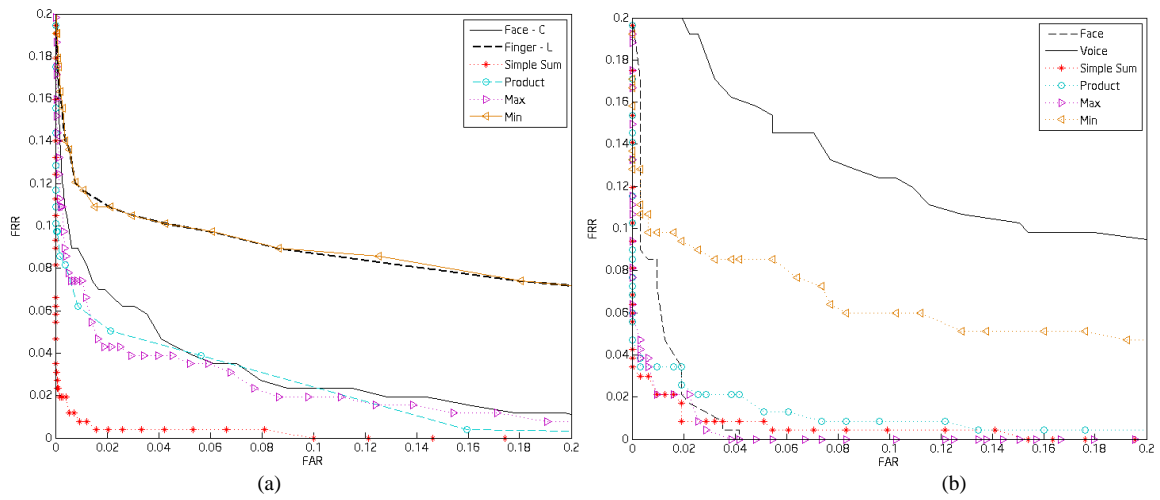 0.2
0.18
0.16
0.14
0.12
0.1
0.08
0.06
0.04
0.02
0
FRR
0 0.02 0.04 0.06 0.08 0.1 0.12 0.14 0.16 0.18 0.2
FAR
Face - C
Finger - L
Simple Sum
Product
Max
Min
(a)
0.2
0.18
0.16
0.14
0.12
0.1
0.08
0.06
0.04
0.02
0
FRR
0 0.02 0.04 0.06 0.08 0.1 0.12 0.14 0.16 0.18 0.2
FAR
Face
Voice
Simple Sum
Product
Max
Min
(b)